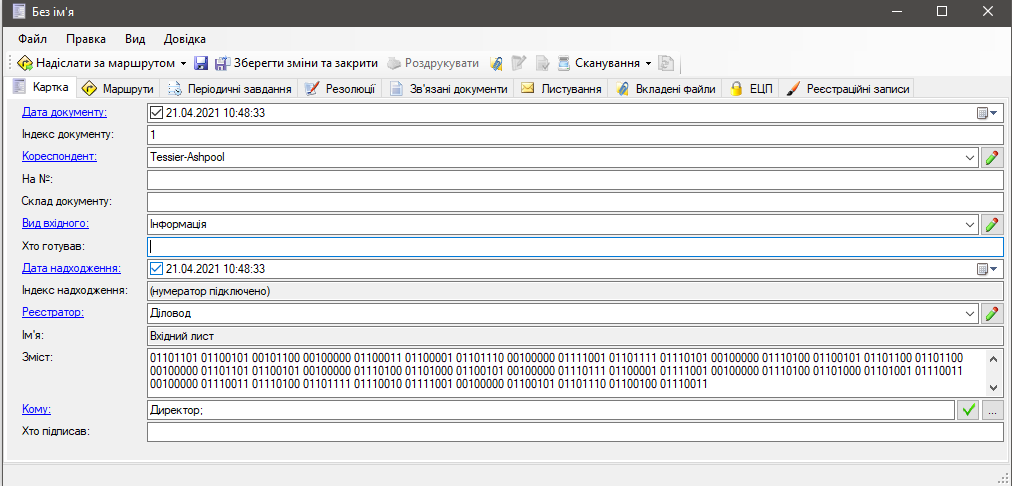 Без ім'я
Файл Правка Вид Довідка
Надіслати за маршрутом Зберегти зміни та закрити Роздрукувати Сканування
Картка Маршрути Періодичні завдання Резолюції Зв'язані документи Листування Вкладені файли ЕЦП Реєстраційні записи
Дата документу: 21.04.2021 10:48:33
Індекс документу: 1
Кореспондент: Tessier-Ashpool
На №:
Склад документу:
Вид вхідного: Інформація
Хто готував:
Дата надходження: 21.04.2021 10:48:33
Індекс надходження: (нумератор підключено)
Реєстратор: Діловод
Ім'я: Вхідний лист
Зміст: 01101101 01100101 00101100 00100000 01100011 01100001 01101110 00100000 01111001 01101111 01110101 00100000 01110100 01100101 01101100 01101100
00100000 01101101 01100101 00100000 01110100 01101000 01100101 00100000 01110111 01100001 01111001 00100000 01110100 01101000 01101001 01110011
00100000 01110011 01110100 01101111 01110010 01111001 00100000 01100101 01101110 01100100 01110011
Кому: Директор; ...
Хто підписав: